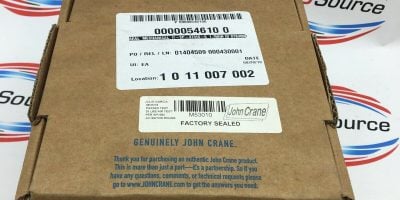 0000054610 0
PO / REL / LN: 01404509 000430001
UI: EA
DATE
Location: 1 0 11 007 002
M53010
John Crane
FACTORY SEALED
GENUINELY JOHN CRANE.
Thank you for purchasing an authentic John Crane product.
This is more than just a part—it's a partnership. So if you
have any questions, comments, or technical requests please
go to www.JOHNCRANE.com to get the answers you need.
Source
Source